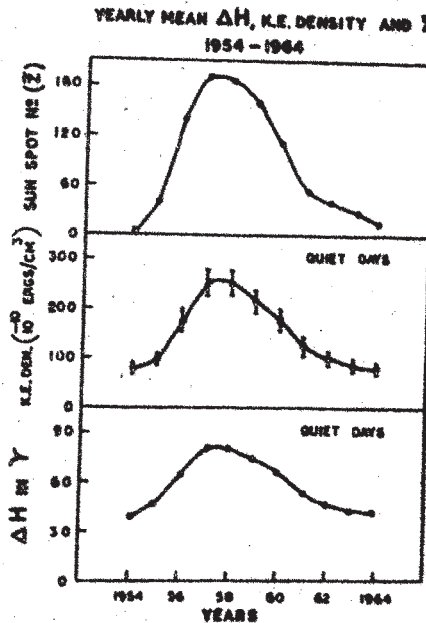 YEARLY MEAN ΔH, K.E. DENSITY AND
1954-1964
SUN SPOT Nº (Z̄)
180
120
60
0
K.E.DEN.(10⁻¹⁰ ERGS/CM³)
QUIET DAYS
300
200
100
0
ΔH IN γ
QUIET DAYS
90
60
30
0
1954 56 58 60 62 1964
YEARS